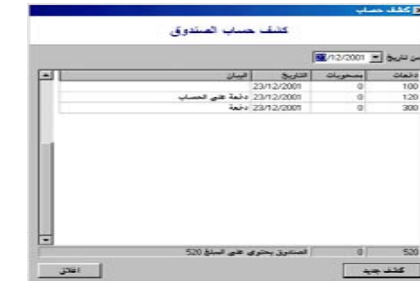 كشف حساب
كشف حساب الصندوق
من تاريخ /12/2001
دفعات مسحوبات التاريخ البيان
100 0 23/12/2001
120 0 23/12/2001 دفعة على الحساب
300 0 23/12/2001 دفعة
520 0 الصندوق يحتوي على المبلغ 520
كشف جديد اغلاق